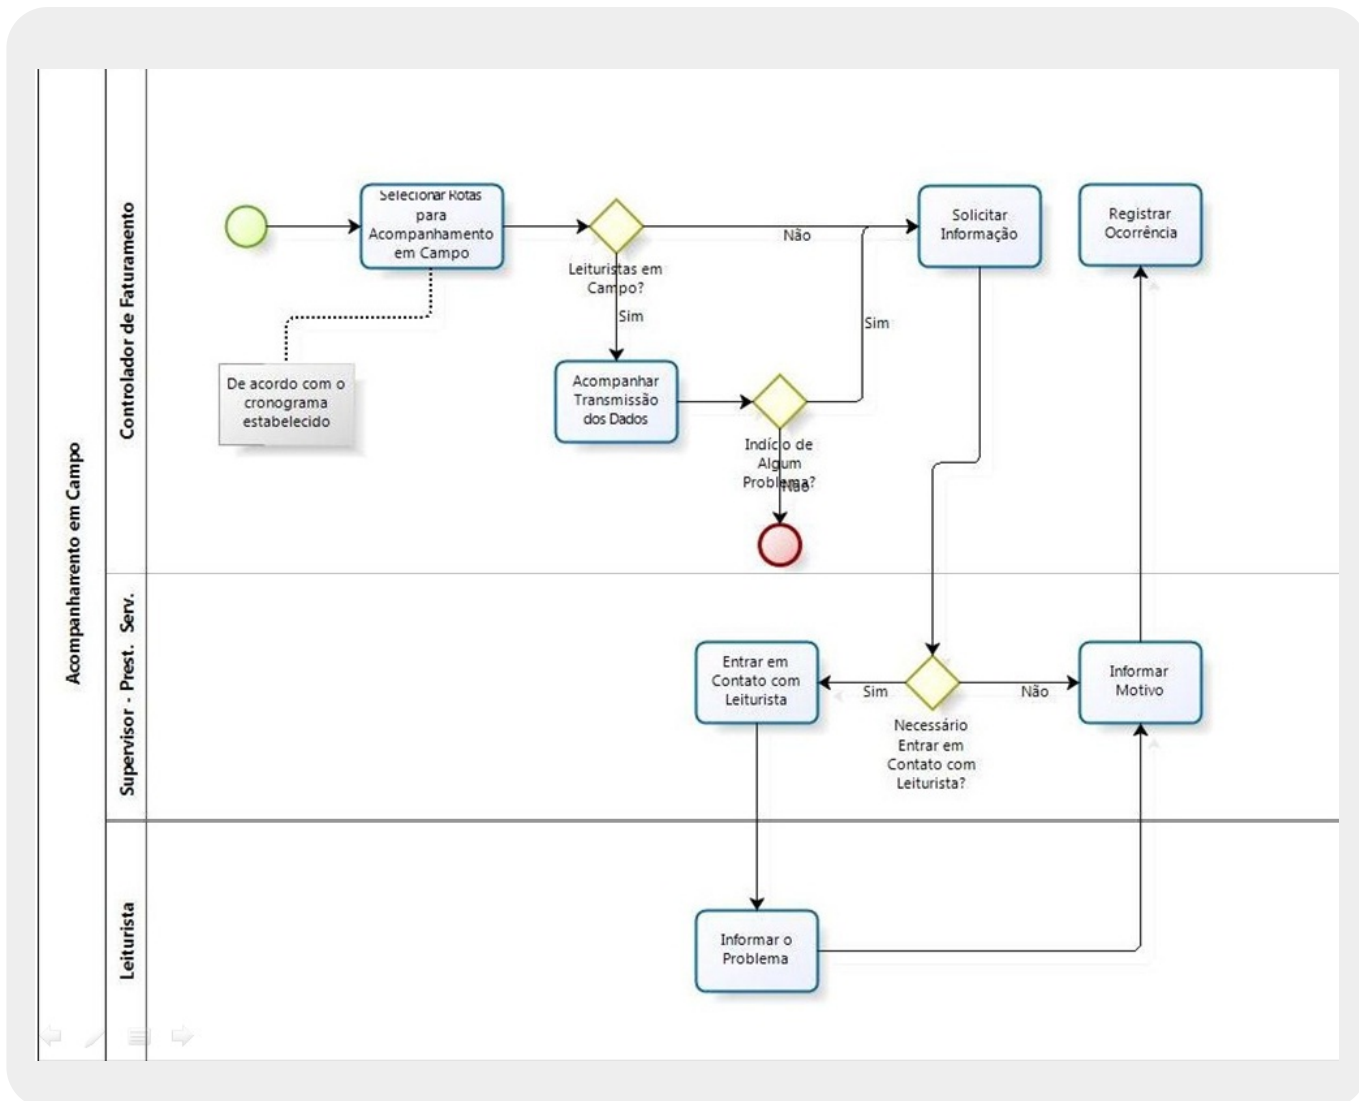 Acompanhamento em Campo
Controlador de Faturamento
Selecionar Rotas
para
Acompanhamento
em Campo
De acordo com o
cronograma
estabelecido
Leituristas em
Campo?
Não
Sim
Acompanhar
Transmissão
dos Dados
Indício de
Algum
Problema?
Não
Sim
Solicitar
Informação
Registrar
Ocorrência
Supervisor - Prest. Serv.
Entrar em
Contato com
Leiturista
Sim
Necessário
Entrar em
Contato com
Leiturista?
Não
Informar
Motivo
Leiturista
Informar o
Problema